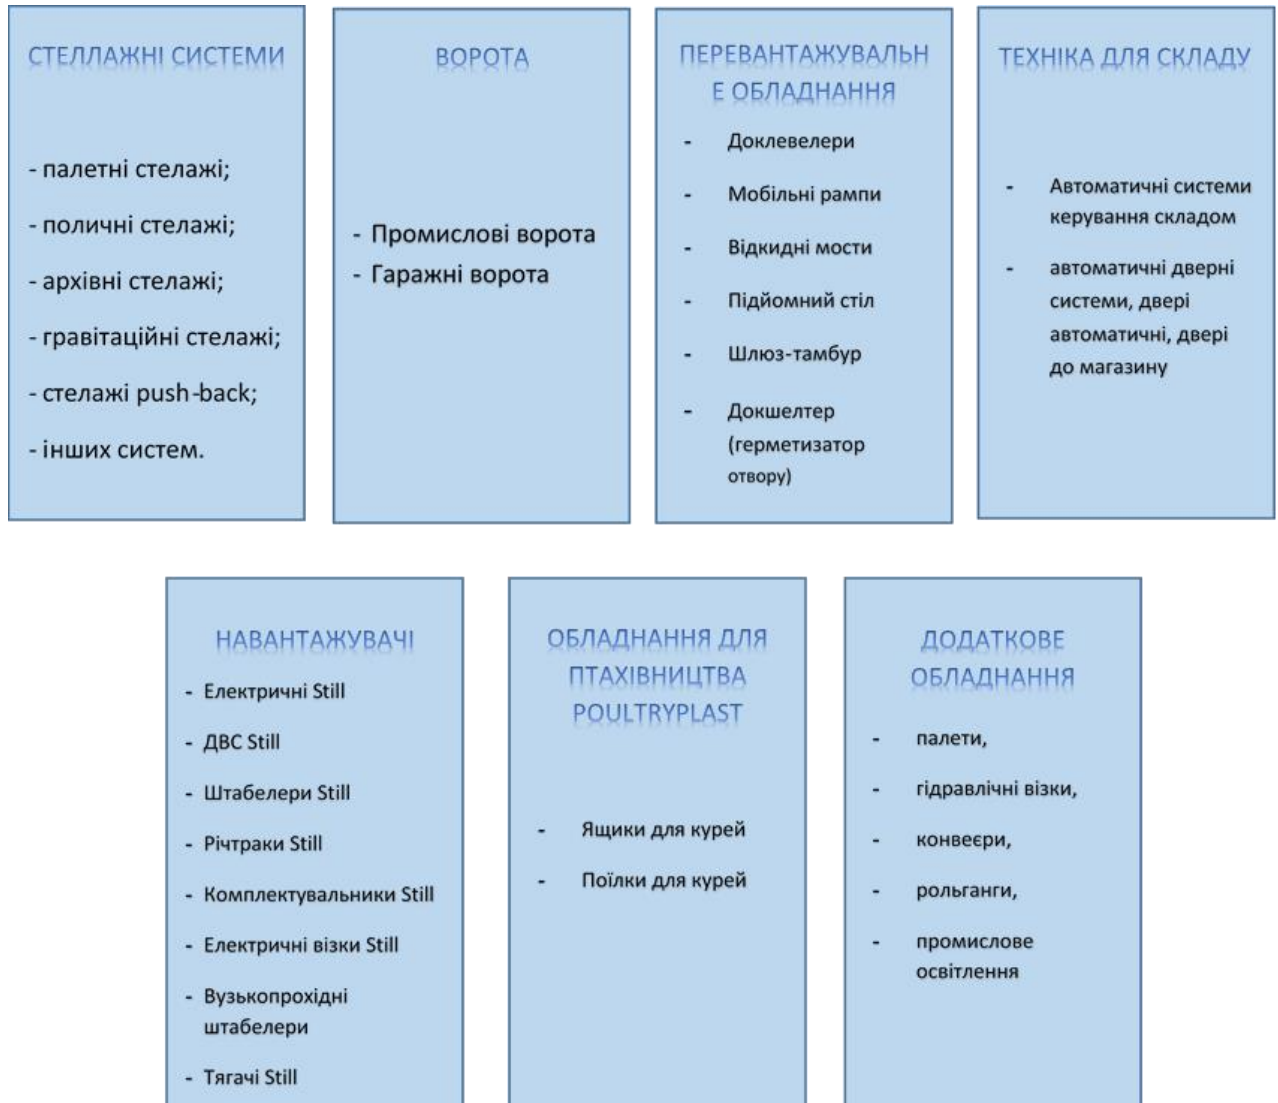 СТЕЛЛАЖНІ СИСТЕМИ
- палетні стелажі;
- поличні стелажі;
- архівні стелажі;
- гравітаційні стелажі;
- стелажі push-back;
- інших систем.
ВОРОТА
- Промислові ворота
- Гаражні ворота
ПЕРЕВАНТАЖУВАЛЬН
Е ОБЛАДНАННЯ
- Доклевелери
- Мобільні рампи
- Відкидні мости
- Підйомний стіл
- Шлюз-тамбур
- Докшелтер
(герметизатор
отвору)
ТЕХНІКА ДЛЯ СКЛАДУ
- Автоматичні системи
керування складом
- автоматичні дверні
системи, двері
автоматичні, двері
до магазину
НАВАНТАЖУВАЧІ
- Електричні Still
- ДВС Still
- Штабелери Still
- Річтраки Still
- Комплектувальники Still
- Електричні візки Still
- Вузькопрохідні
штабелери
- Тягачі Still
ОБЛАДНАННЯ ДЛЯ
ПТАХІВНИЦТВА
POULTRYPLAST
- Ящики для курей
- Поїлки для курей
ДОДАТКОВЕ
ОБЛАДНАННЯ
- палети,
- гідравлічні візки,
- конвеєри,
- рольганги,
- промислове
освітлення